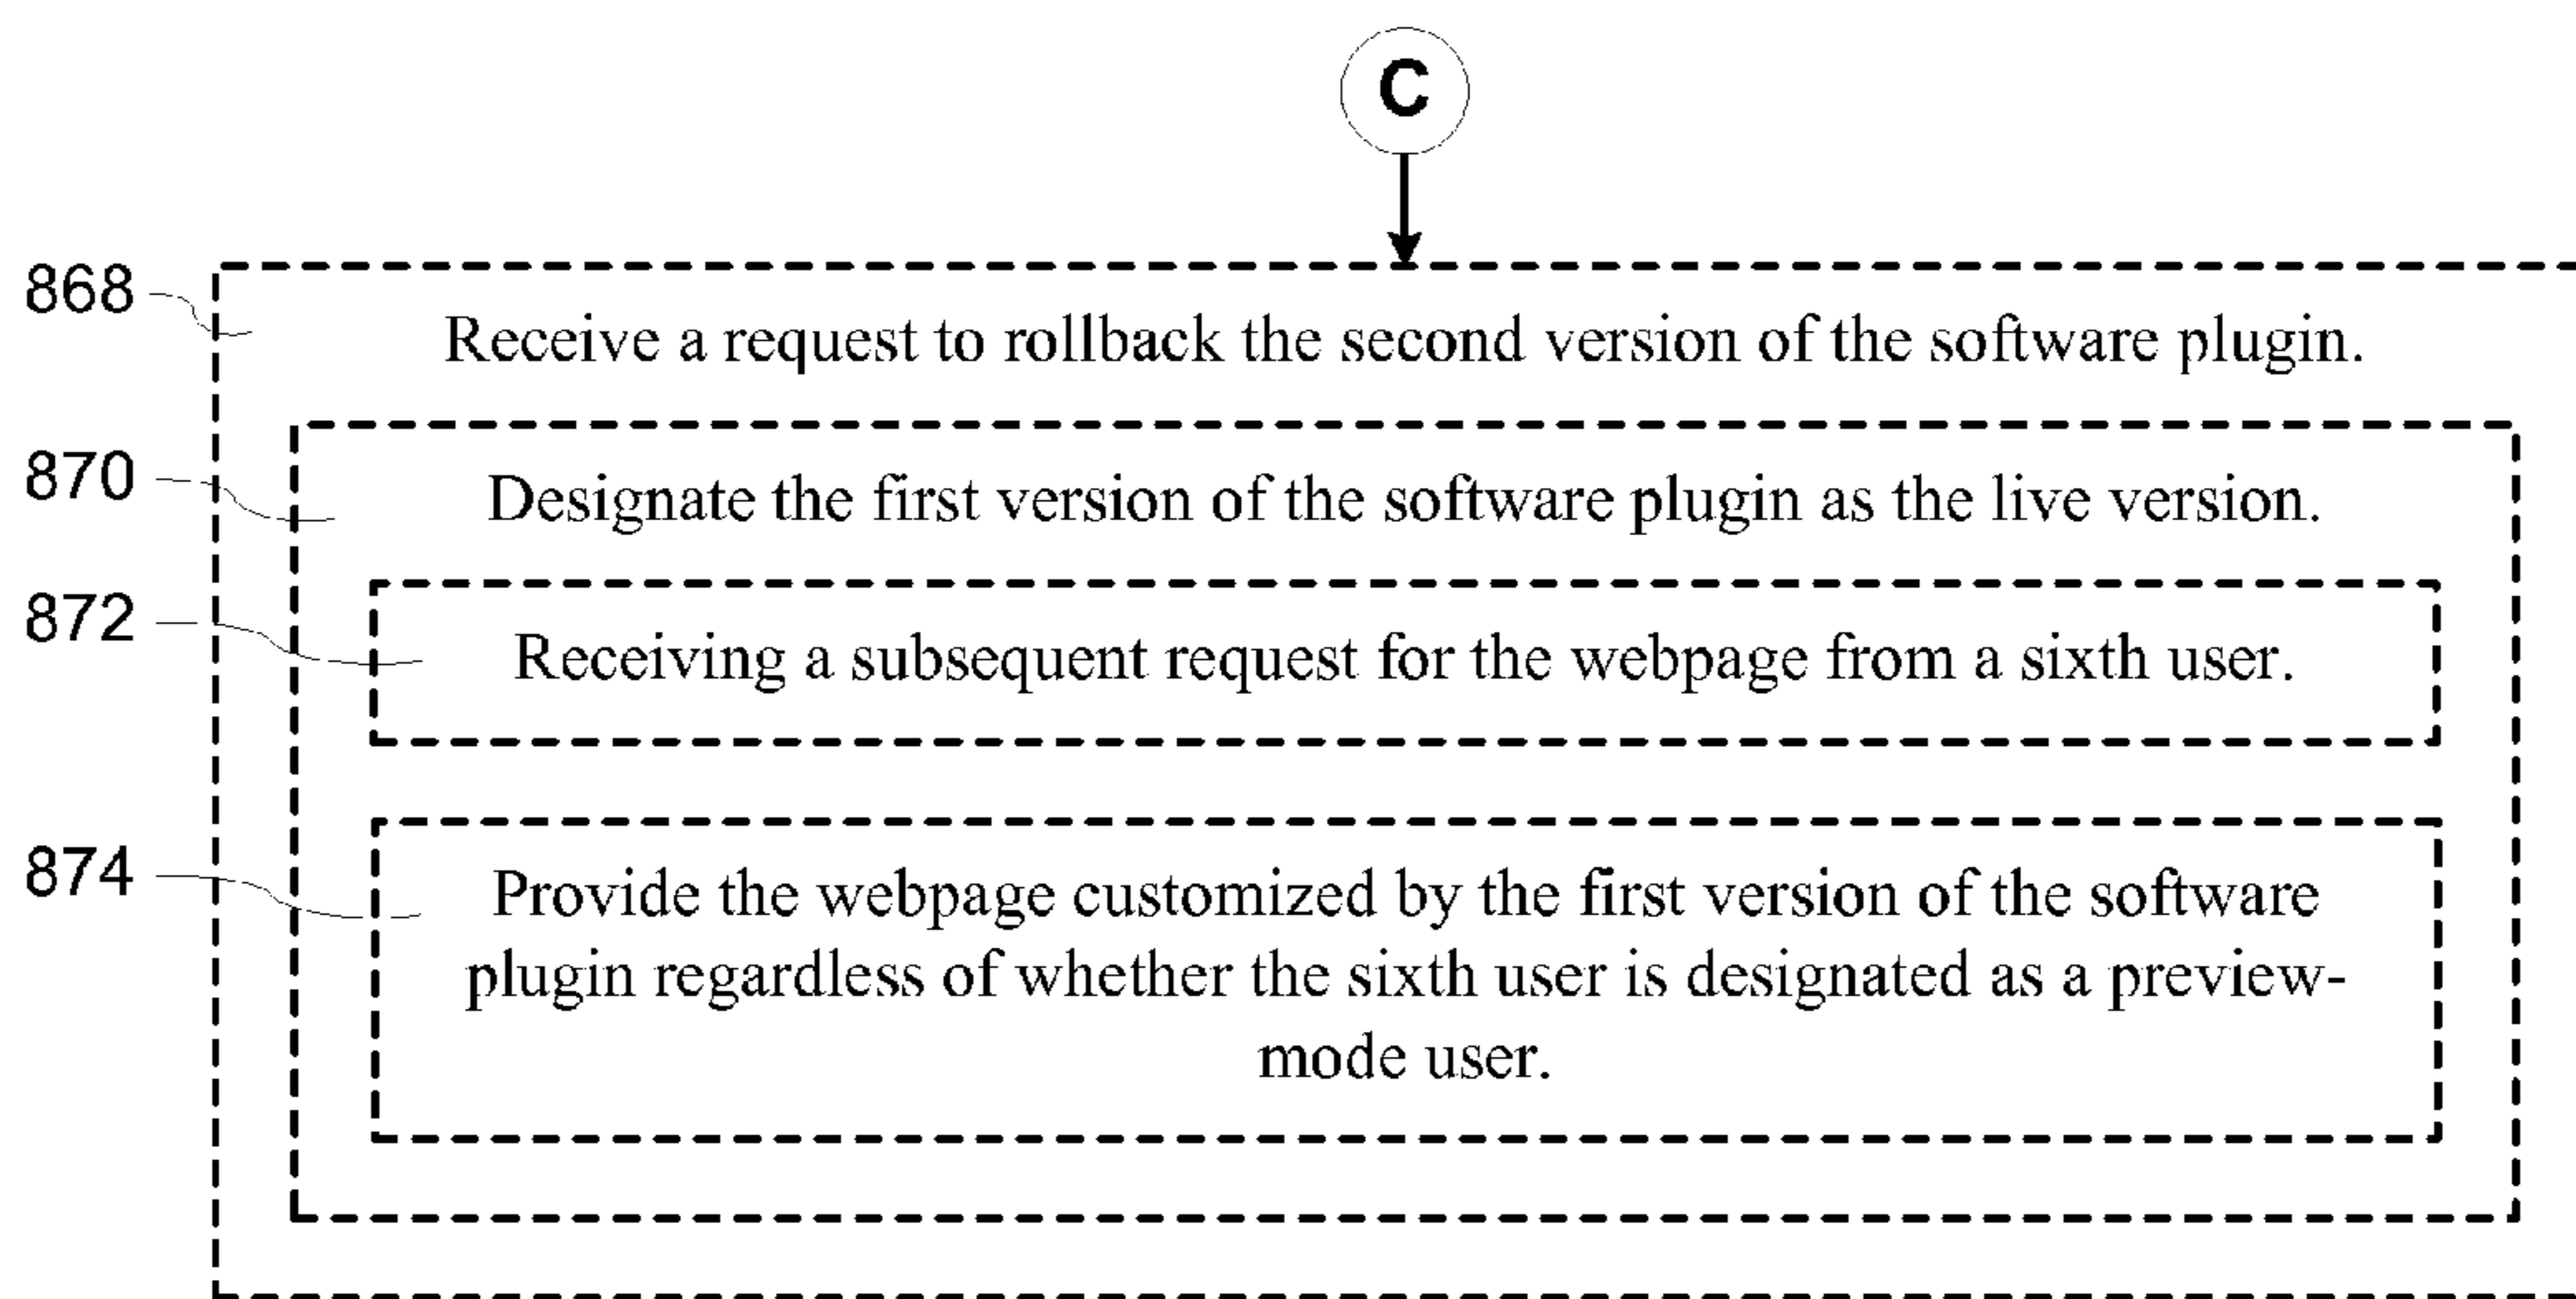 C
868
Receive a request to rollback the second version of the software plugin.
870
Designate the first version of the software plugin as the live version.
872
Receiving a subsequent request for the webpage from a sixth user.
874
Provide the webpage customized by the first version of the software
plugin regardless of whether the sixth user is designated as a preview-
mode user.